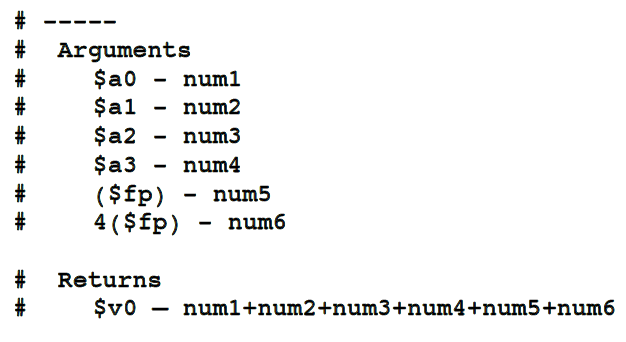 # -----
# Arguments
# $a0 – num1
# $a1 – num2
# $a2 – num3
# $a3 – num4
# ($fp) – num5
# 4($fp) – num6
# Returns
# $v0 – num1+num2+num3+num4+num5+num6